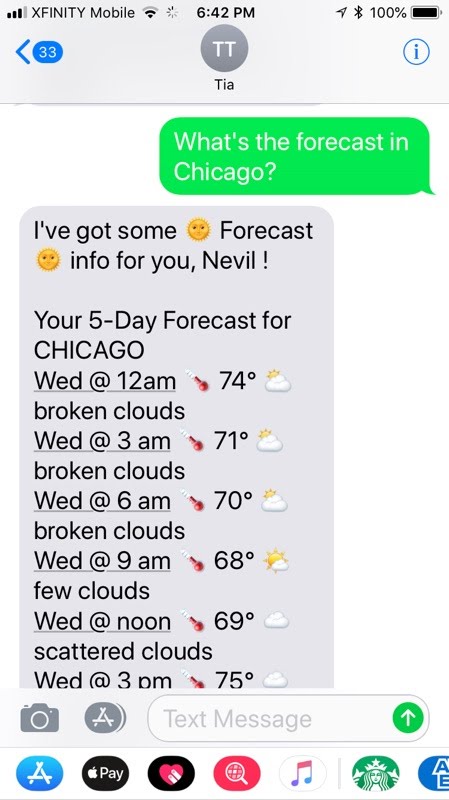 XFINITY Mobile 6:42 PM 100%
33
TT
Tia
What's the forecast in
Chicago?
I've got some 🌞 Forecast
🌞 info for you, Nevil !
Your 5-Day Forecast for
CHICAGO
Wed @ 12am 🌡 74° 🌥
broken clouds
Wed @ 3 am 🌡 71° 🌥
broken clouds
Wed @ 6 am 🌡 70° 🌥
broken clouds
Wed @ 9 am 🌡 68° 🌤
few clouds
Wed @ noon 🌡 69° ☁
scattered clouds
Wed @ 3 pm 🌡 75° ☁
Text Message
Pay